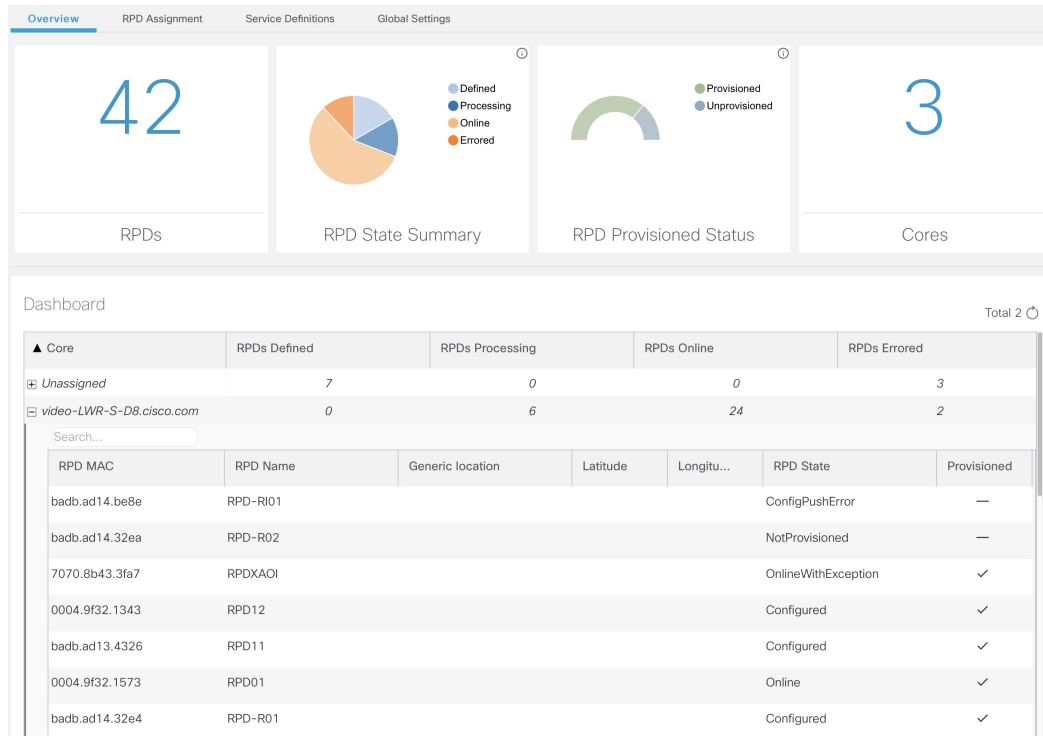 Overview RPD Assignment Service Definitions Global Settings
42
RPDs
Defined
Processing
Online
Errored
RPD State Summary
Provisioned
Unprovisioned
RPD Provisioned Status
3
Cores
Dashboard
Total 2
▲ Core RPDs Defined RPDs Processing RPDs Online RPDs Errored
Unassigned 7 0 0 3
video-LWR-S-D8.cisco.com 0 6 24 2
Search...
RPD MAC RPD Name Generic location Latitude Longitu... RPD State Provisioned
badb.ad14.be8e RPD-RI01 ConfigPushError —
badb.ad14.32ea RPD-R02 NotProvisioned —
7070.8b43.3fa7 RPDXAOI OnlineWithException ✓
0004.9f32.1343 RPD12 Configured ✓
badb.ad13.4326 RPD11 Configured ✓
0004.9f32.1573 RPD01 Online ✓
badb.ad14.32e4 RPD-R01 Configured ✓